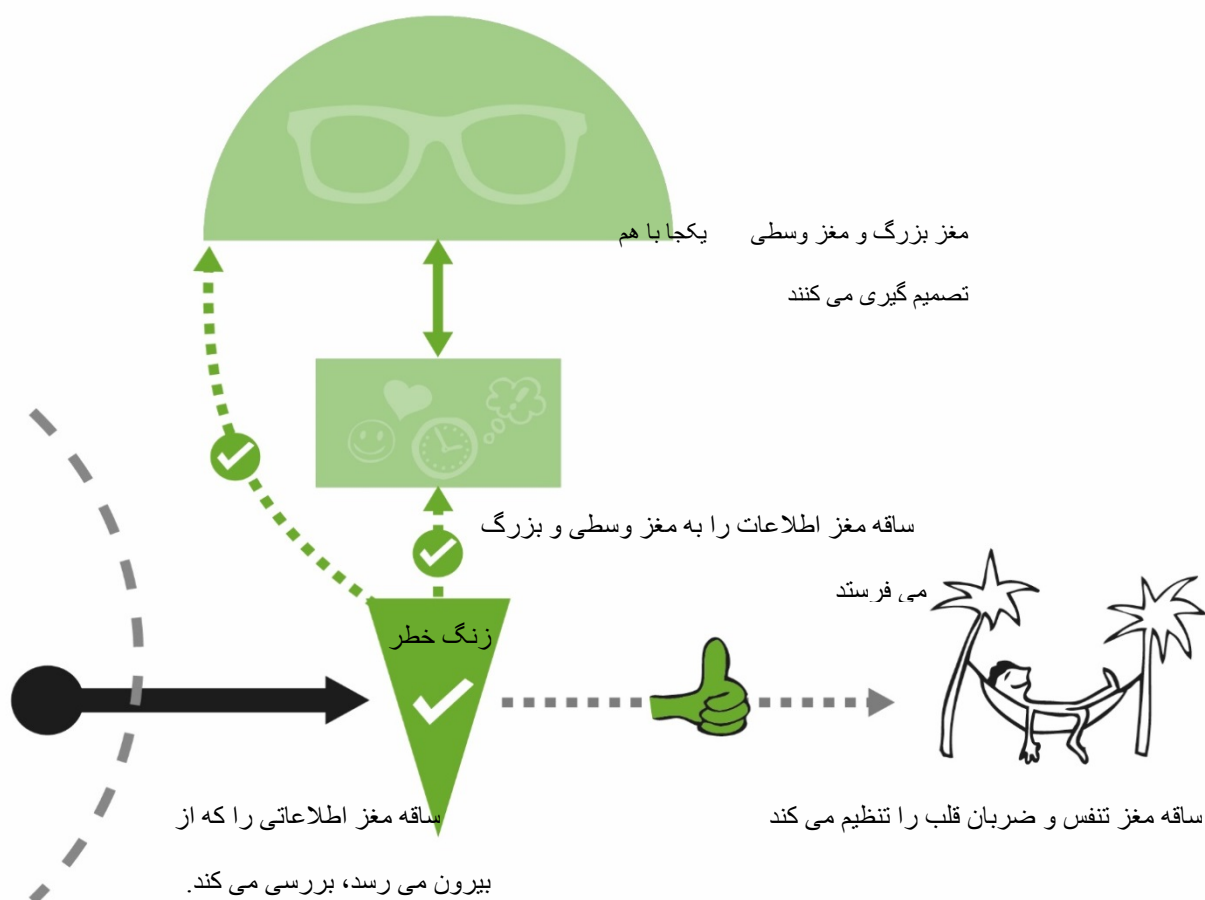 مغز بزرگ و مغز وسطی یکجا با هم
تصمیم گیری می کنند
ساقه مغز اطلاعات را به مغز وسطی و بزرگ
می فرستد
زنگ خطر
ساقه مغز تنفس و ضربان قلب را تنظیم می کند
ساقه مغز اطلاعاتی را که از
بیرون می رسد، بررسی می کند.